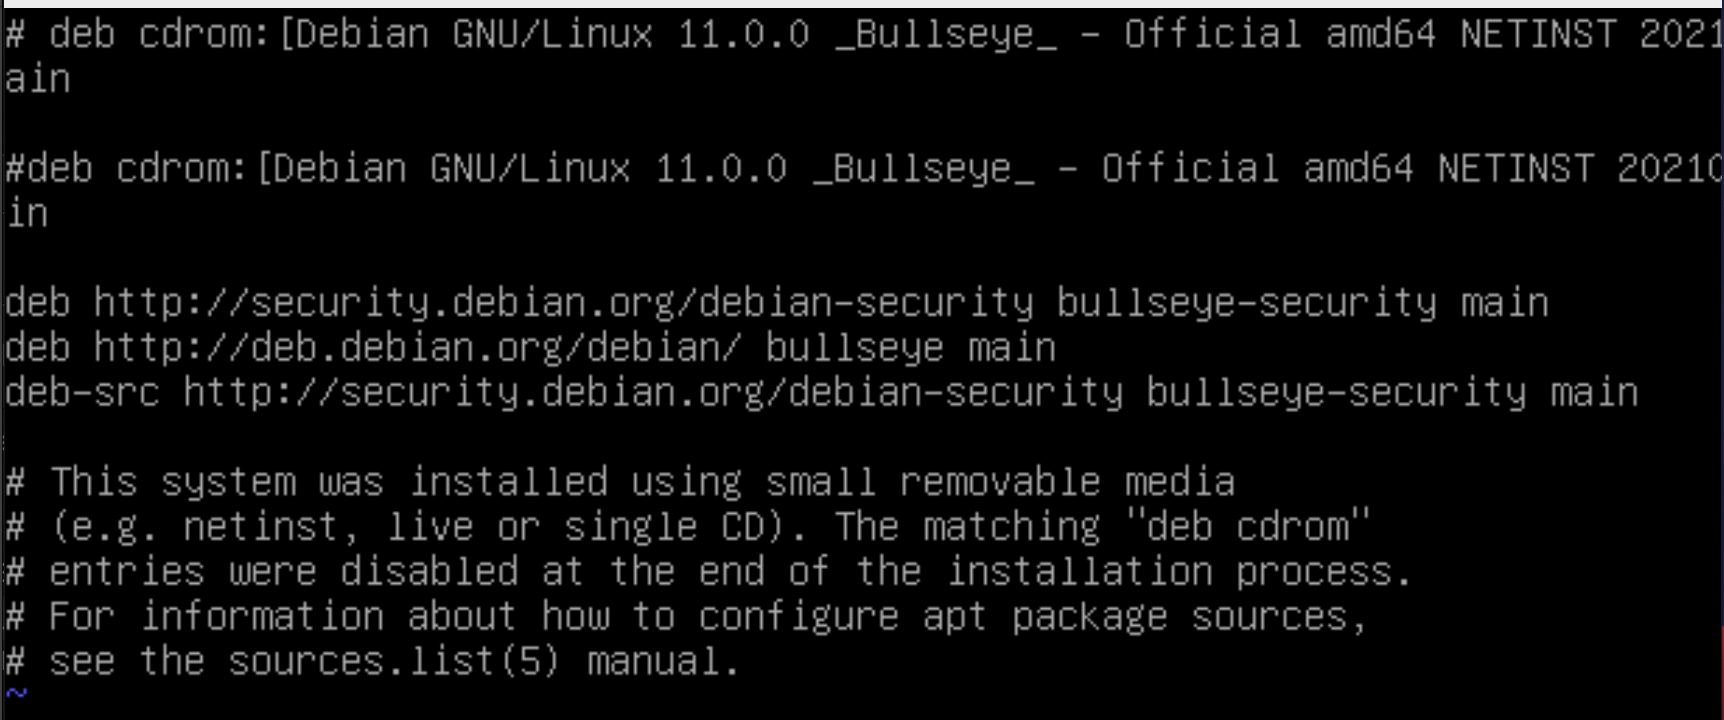 # deb cdrom:[Debian GNU/Linux 11.0.0 _Bullseye_ - Official amd64 NETINST 2021
ain
#deb cdrom:[Debian GNU/Linux 11.0.0 _Bullseye_ - Official amd64 NETINST 20210
in
deb http://security.debian.org/debian-security bullseye-security main
deb http://deb.debian.org/debian/ bullseye main
deb-src http://security.debian.org/debian-security bullseye-security main
# This system was installed using small removable media
# (e.g. netinst, live or single CD). The matching "deb cdrom"
# entries were disabled at the end of the installation process.
# For information about how to configure apt package sources,
# see the sources.list(5) manual.
~